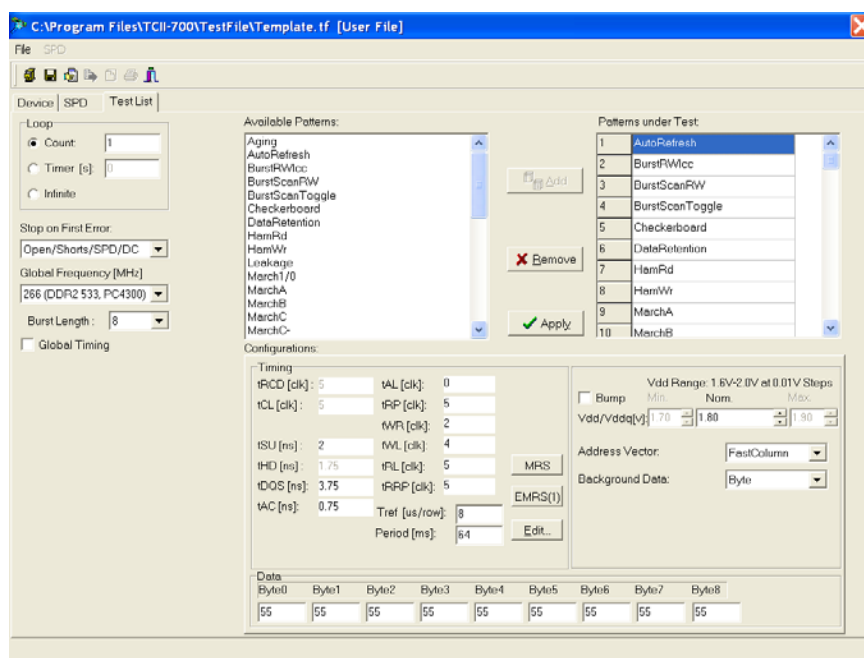 C:\Program Files\TCII-700\TestFile\Template.tf [User File]
File SPD
Device SPD Test List
Loop
Count: 1
Timer [s]: 0
Infinite
Stop on First Error:
Open/Shorts/SPD/DC
Global Frequency [MHz]
266 (DDR2 533, PC4300)
Burst Length : 8
Global Timing
Available Patterns:
Aging
AutoRefresh
BurstRWIcc
BurstScanRW
BurstScanToggle
Checkerboard
DataRetention
HamRd
HamWr
Leakage
March1/0
MarchA
MarchB
MarchC
MarchC-
Add
Remove
Apply
Patterns under Test:
1 AutoRefresh
2 BurstRWIcc
3 BurstScanRW
4 BurstScanToggle
5 Checkerboard
6 DataRetention
7 HamRd
8 HamWr
9 MarchA
10 MarchB
Configurations:
Timing
tRCD [clk] : 5 tAL [clk]: 0
tCL [clk] : 5 tRP [clk]: 5
tWR [clk]: 2
tSU [ns] : 2 tWL [clk]: 4
tHD [ns] : 1.75 tRL [clk]: 5
tDQS [ns]: 3.75 tRRP [clk]: 5
tAC [ns]: 0.75 Tref [us/row]: 8
Period [ms]: 64
MRS
EMRS(1)
Edit...
Vdd Range: 1.6V-2.0V at 0.01V Steps
Bump Min. Nom. Max.
Vdd/Vddq[v]: 1.70 1.80 1.90
Address Vector: FastColumn
Background Data: Byte
Data
Byte0 Byte1 Byte2 Byte3 Byte4 Byte5 Byte6 Byte7 Byte8
55 55 55 55 55 55 55 55 55